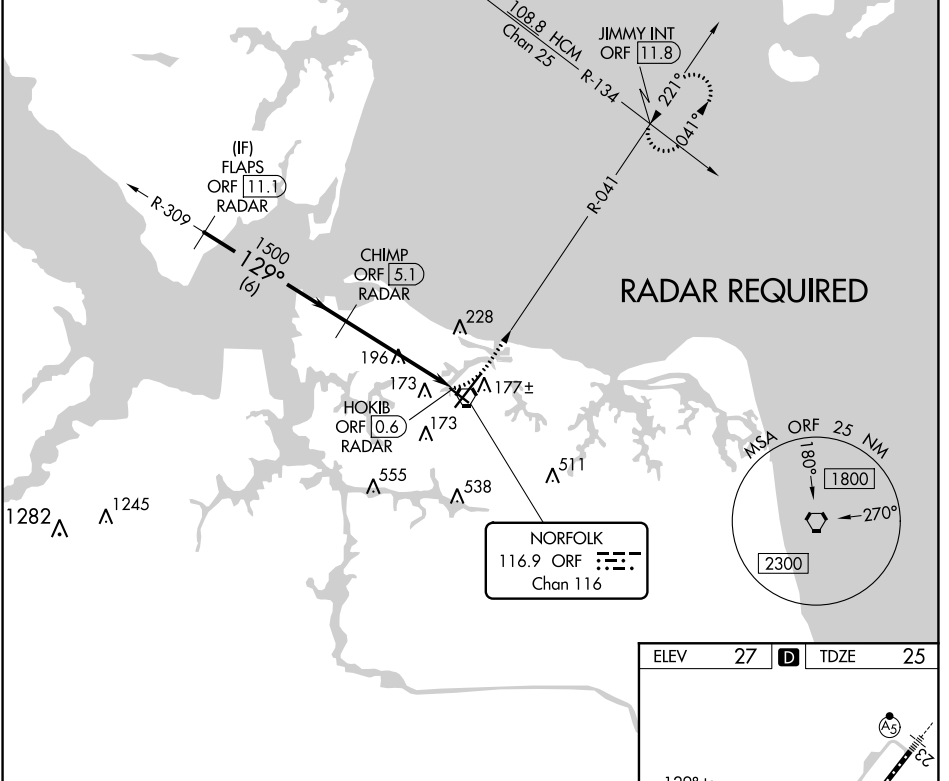 108.8 HCM
Chan 25
R-134
JIMMY INT
ORF 11.8
221°
041°
R-041
(IF)
FLAPS
ORF 11.1
RADAR
R-309
1500
129°
(6)
CHIMP
ORF 5.1
RADAR
RADAR REQUIRED
228
196
173
177±
HOKIB
ORF 0.6
RADAR
173
555
538
511
1282
1245
NORFOLK
116.9 ORF
Chan 116
MSA ORF 25 NM
180°
1800
270°
2300
ELEV 27 D TDZE 25
A5
23